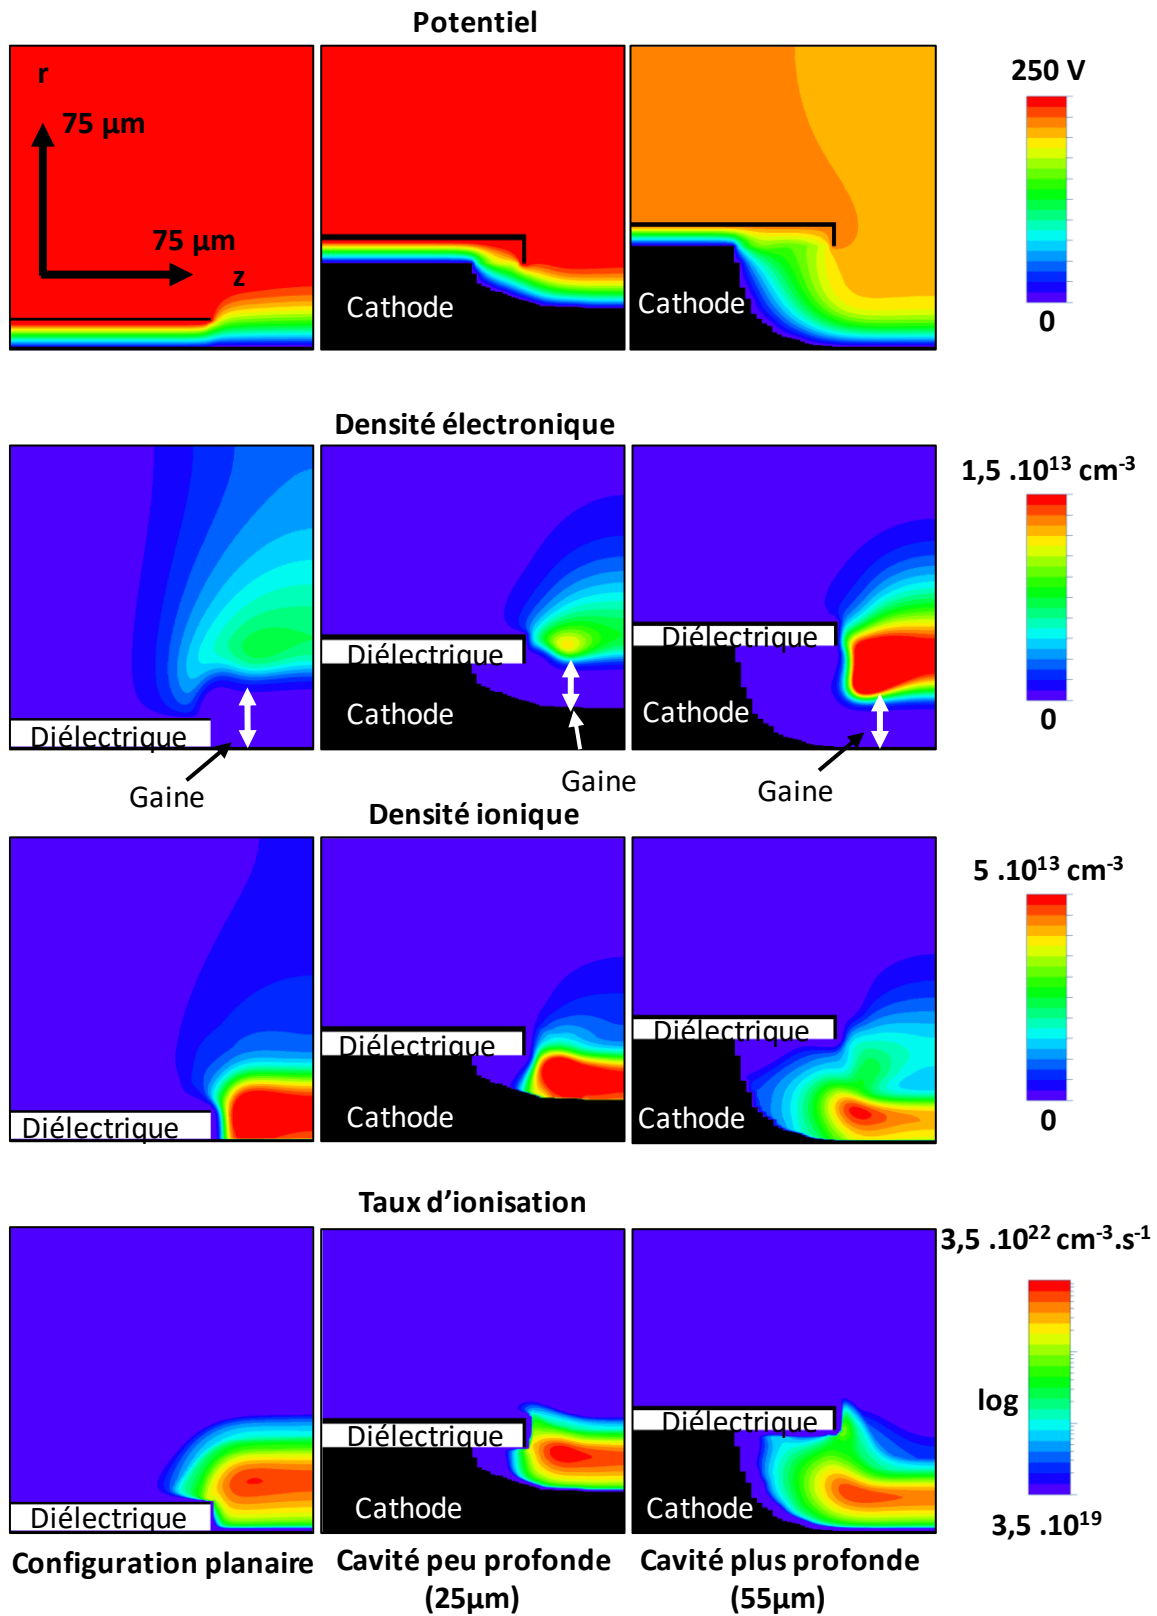 Potentiel
r
75 µm
75 µm
z
Cathode
Cathode
250 V
0
Densité électronique
Diélectrique
Gaine
Diélectrique
Cathode
Gaine
Diélectrique
Cathode
Gaine
1,5 .10¹³ cm⁻³
0
Densité ionique
Diélectrique
Diélectrique
Cathode
Diélectrique
Cathode
5 .10¹³ cm⁻³
0
Taux d’ionisation
Diélectrique
Diélectrique
Cathode
Diélectrique
Cathode
3,5 .10²² cm⁻³.s⁻¹
log
3,5 .10¹⁹
Configuration planaire
Cavité peu profonde
(25µm)
Cavité plus profonde
(55µm)